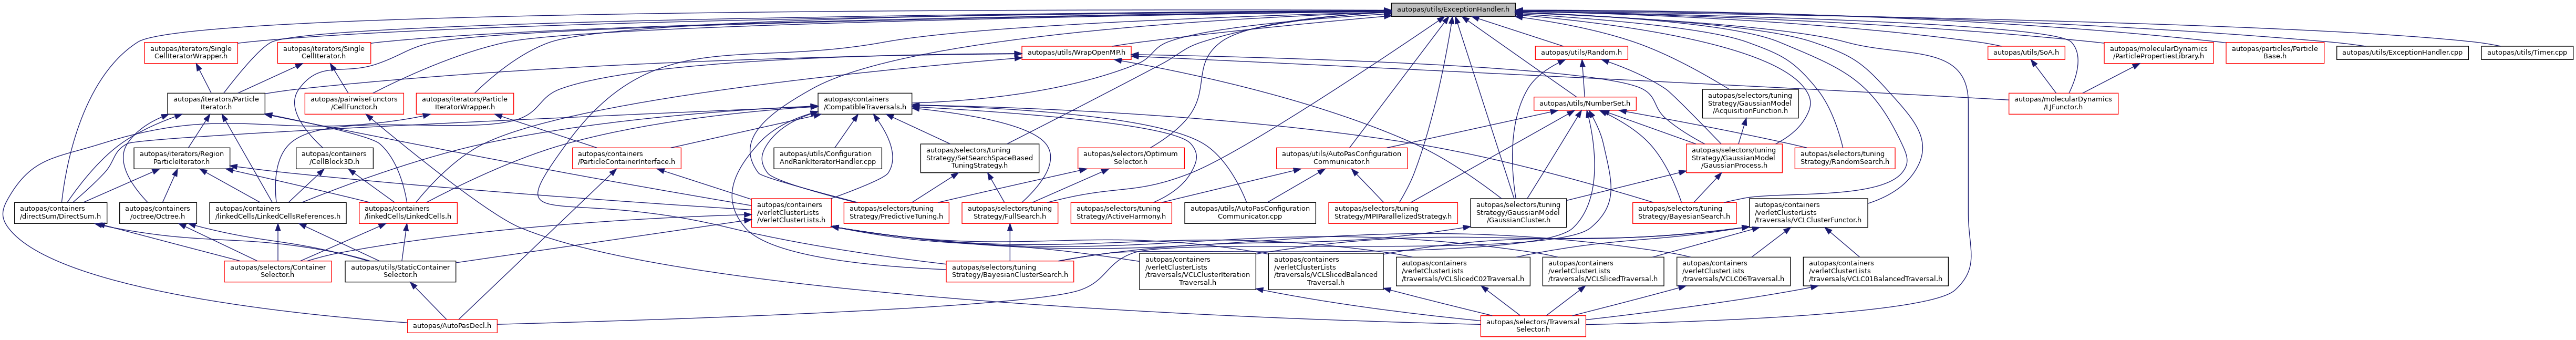 autopas/utils/ExceptionHandler.h
autopas/iterators/Single
CellIteratorWrapper.h
autopas/iterators/Single
CellIterator.h
autopas/utils/WrapOpenMP.h
autopas/utils/Random.h
autopas/utils/SoA.h
autopas/molecularDynamics
/ParticlePropertiesLibrary.h
autopas/particles/Particle
Base.h
autopas/utils/ExceptionHandler.cpp
autopas/utils/Timer.cpp
autopas/iterators/Particle
Iterator.h
autopas/pairwiseFunctors
/CellFunctor.h
autopas/iterators/Particle
IteratorWrapper.h
autopas/containers
/CompatibleTraversals.h
autopas/utils/NumberSet.h
autopas/selectors/tuning
Strategy/GaussianModel
/AcquisitionFunction.h
autopas/molecularDynamics
/LJFunctor.h
autopas/iterators/Region
ParticleIterator.h
autopas/containers
/CellBlock3D.h
autopas/containers
/ParticleContainerInterface.h
autopas/utils/Configuration
AndRankIteratorHandler.cpp
autopas/selectors/tuning
Strategy/SetSearchSpaceBased
TuningStrategy.h
autopas/selectors/Optimum
Selector.h
autopas/utils/AutoPasConfiguration
Communicator.h
autopas/selectors/tuning
Strategy/GaussianModel
/GaussianProcess.h
autopas/selectors/tuning
Strategy/RandomSearch.h
autopas/containers
/directSum/DirectSum.h
autopas/containers
/octree/Octree.h
autopas/containers
/linkedCells/LinkedCellsReferences.h
autopas/containers
/linkedCells/LinkedCells.h
autopas/containers
/verletClusterLists
/VerletClusterLists.h
autopas/selectors/tuning
Strategy/PredictiveTuning.h
autopas/selectors/tuning
Strategy/FullSearch.h
autopas/selectors/tuning
Strategy/ActiveHarmony.h
autopas/utils/AutoPasConfiguration
Communicator.cpp
autopas/selectors/tuning
Strategy/MPIParallelizedStrategy.h
autopas/selectors/tuning
Strategy/GaussianModel
/GaussianCluster.h
autopas/selectors/tuning
Strategy/BayesianSearch.h
autopas/containers
/verletClusterLists
/traversals/VCLClusterFunctor.h
autopas/selectors/Container
Selector.h
autopas/utils/StaticContainer
Selector.h
autopas/selectors/tuning
Strategy/BayesianClusterSearch.h
autopas/containers
/verletClusterLists
/traversals/VCLClusterIteration
Traversal.h
autopas/containers
/verletClusterLists
/traversals/VCLSlicedBalanced
Traversal.h
autopas/containers
/verletClusterLists
/traversals/VCLSlicedC02Traversal.h
autopas/containers
/verletClusterLists
/traversals/VCLSlicedTraversal.h
autopas/containers
/verletClusterLists
/traversals/VCLC06Traversal.h
autopas/containers
/verletClusterLists
/traversals/VCLC01BalancedTraversal.h
autopas/AutoPasDecl.h
autopas/selectors/Traversal
Selector.h